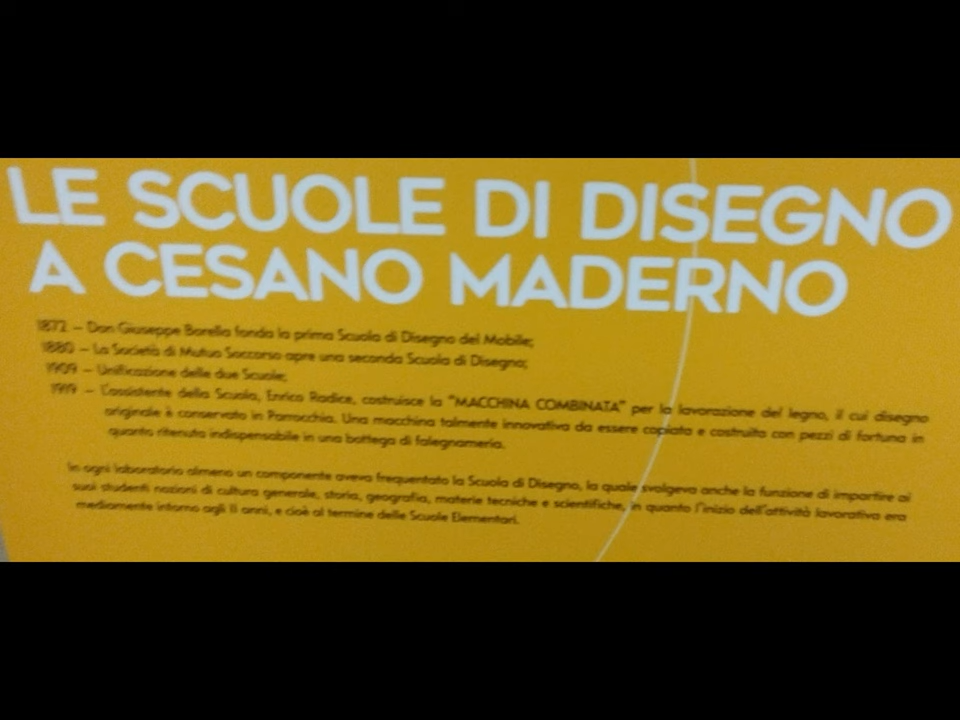 LE SCUOLE DI DISEGNO
A CESANO MADERNO
1872 – Don Giuseppe Borella fonda la prima Scuola di Disegno del Mobile;
1880 – La Società di Mutuo Soccorso apre una seconda Scuola di Disegno;
1909 – Unificazione delle due Scuole;
1919 – L'assistente della Scuola, Enrico Radice, costruisce la "MACCHINA COMBINATA" per la lavorazione del legno, il cui disegno
originale è conservato in Parrocchia. Una macchina talmente innovativa da essere copiata e costruita con pezzi di fortuna in
quanto ritenuta indispensabile in una bottega di falegnameria.
In ogni laboratorio almeno un componente aveva frequentato la Scuola di Disegno, la quale svolgeva anche la funzione di impartire ai
suoi studenti nozioni di cultura generale, storia, geografia, materie tecniche e scientifiche, in quanto l'inizio dell'attività lavorativa era
mediamente intorno agli 11 anni, e cioè al termine delle Scuole Elementari.